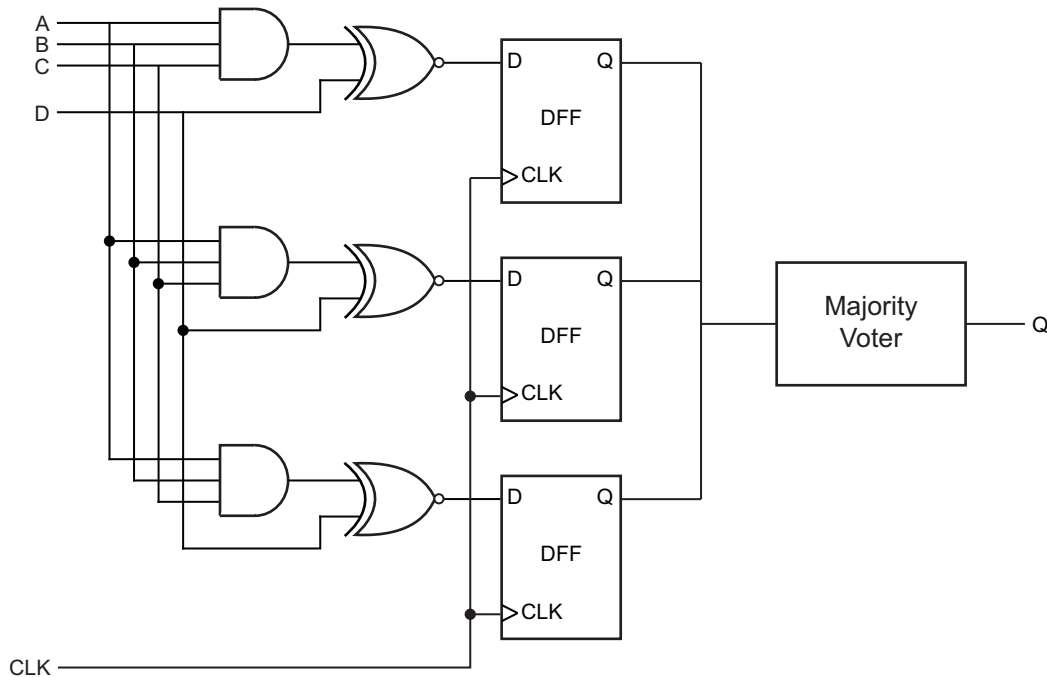 A
B
C
D
D Q
DFF
CLK
D Q
DFF
CLK
Majority
Voter
Q
D Q
DFF
CLK
CLK